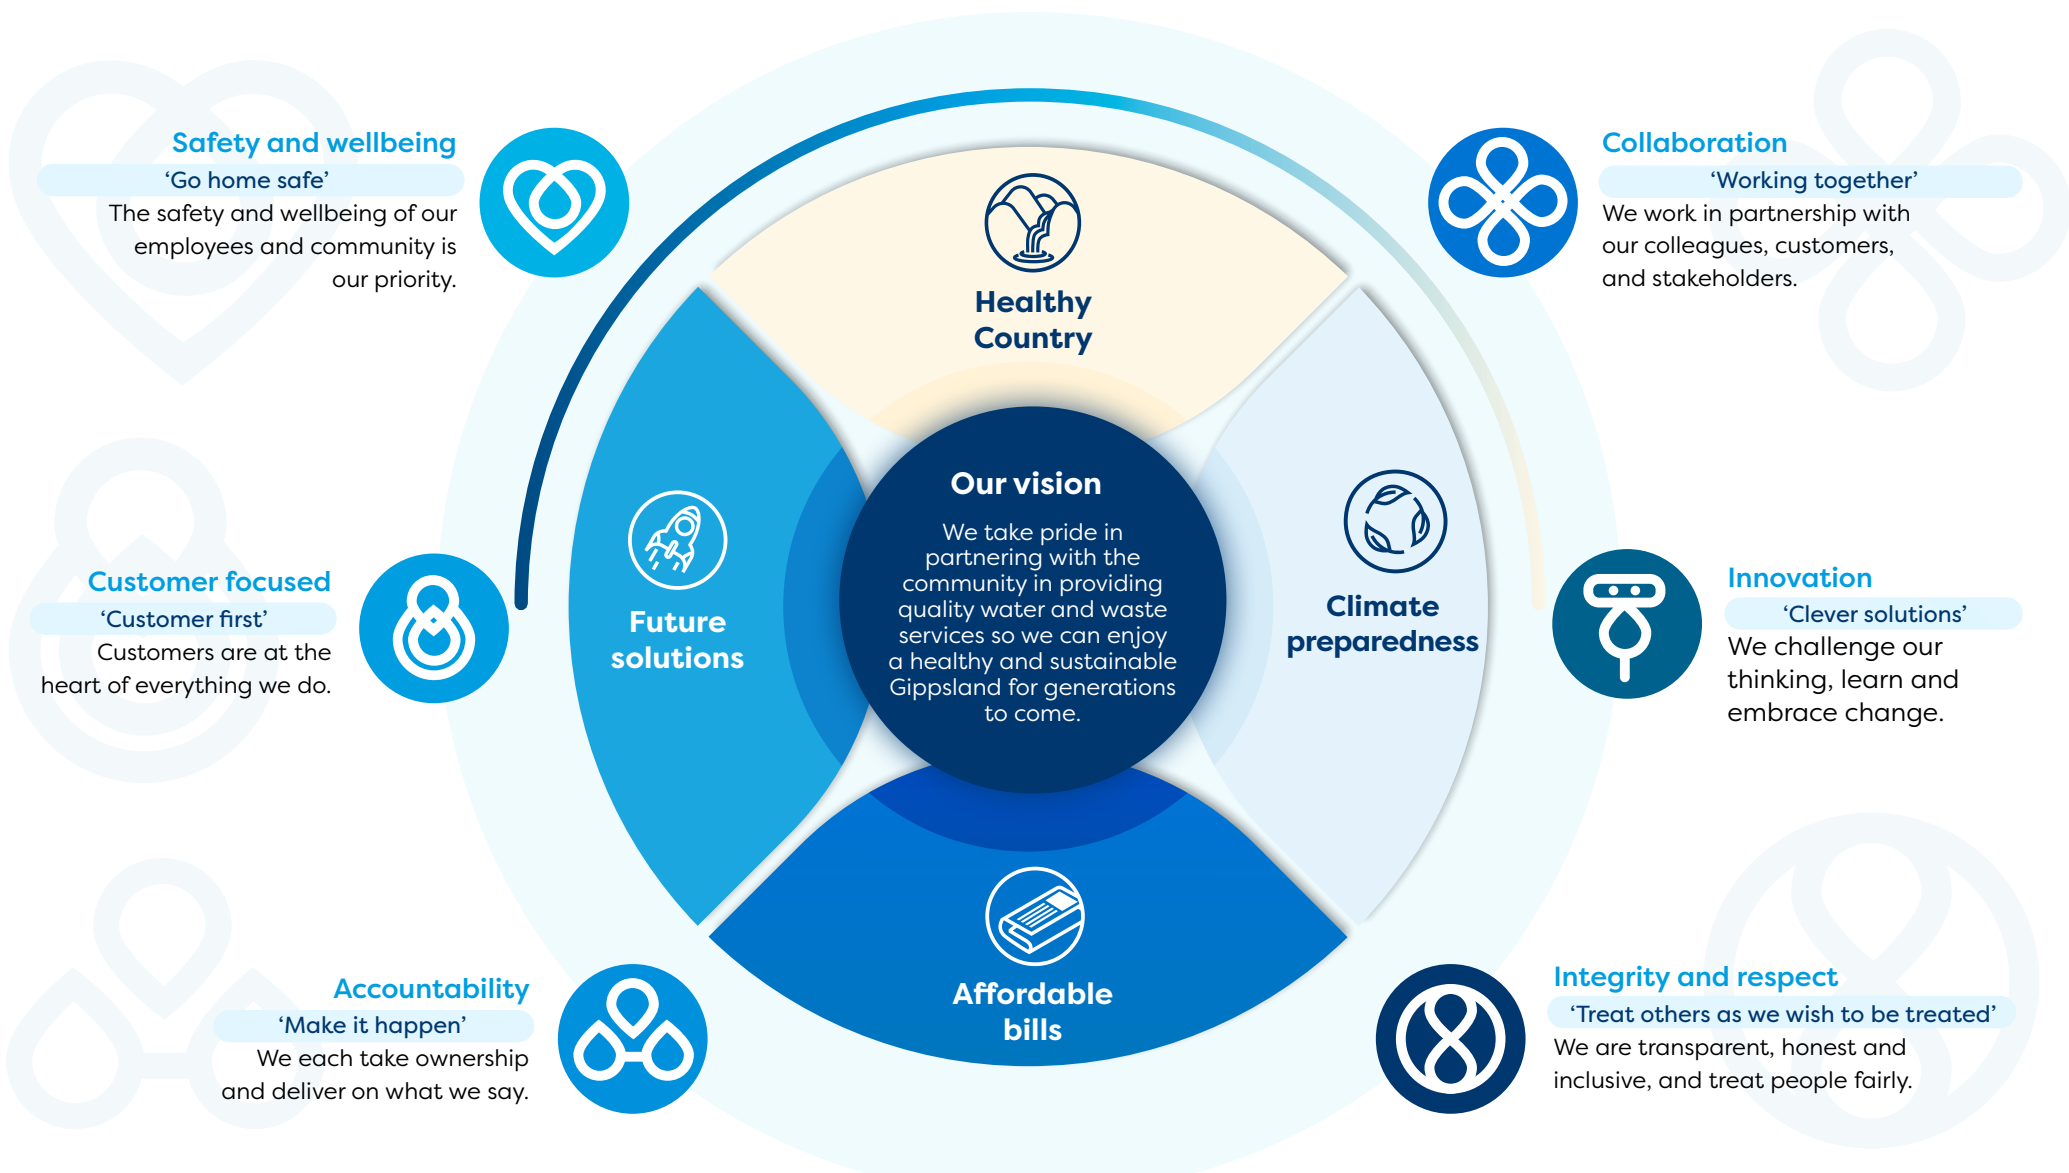 Safety and wellbeing
‘Go home safe’
The safety and wellbeing of our
employees and community is
our priority.
Customer focused
‘Customer first’
Customers are at the
heart of everything we do.
Accountability
‘Make it happen’
We each take ownership
and deliver on what we say.
Healthy
Country
Future
solutions
Our vision
We take pride in
partnering with the
community in providing
quality water and waste
services so we can enjoy
a healthy and sustainable
Gippsland for generations
to come.
Climate
preparedness
Affordable
bills
Collaboration
‘Working together’
We work in partnership with
our colleagues, customers,
and stakeholders.
Innovation
‘Clever solutions’
We challenge our
thinking, learn and
embrace change.
Integrity and respect
‘Treat others as we wish to be treated’
We are transparent, honest and
inclusive, and treat people fairly.